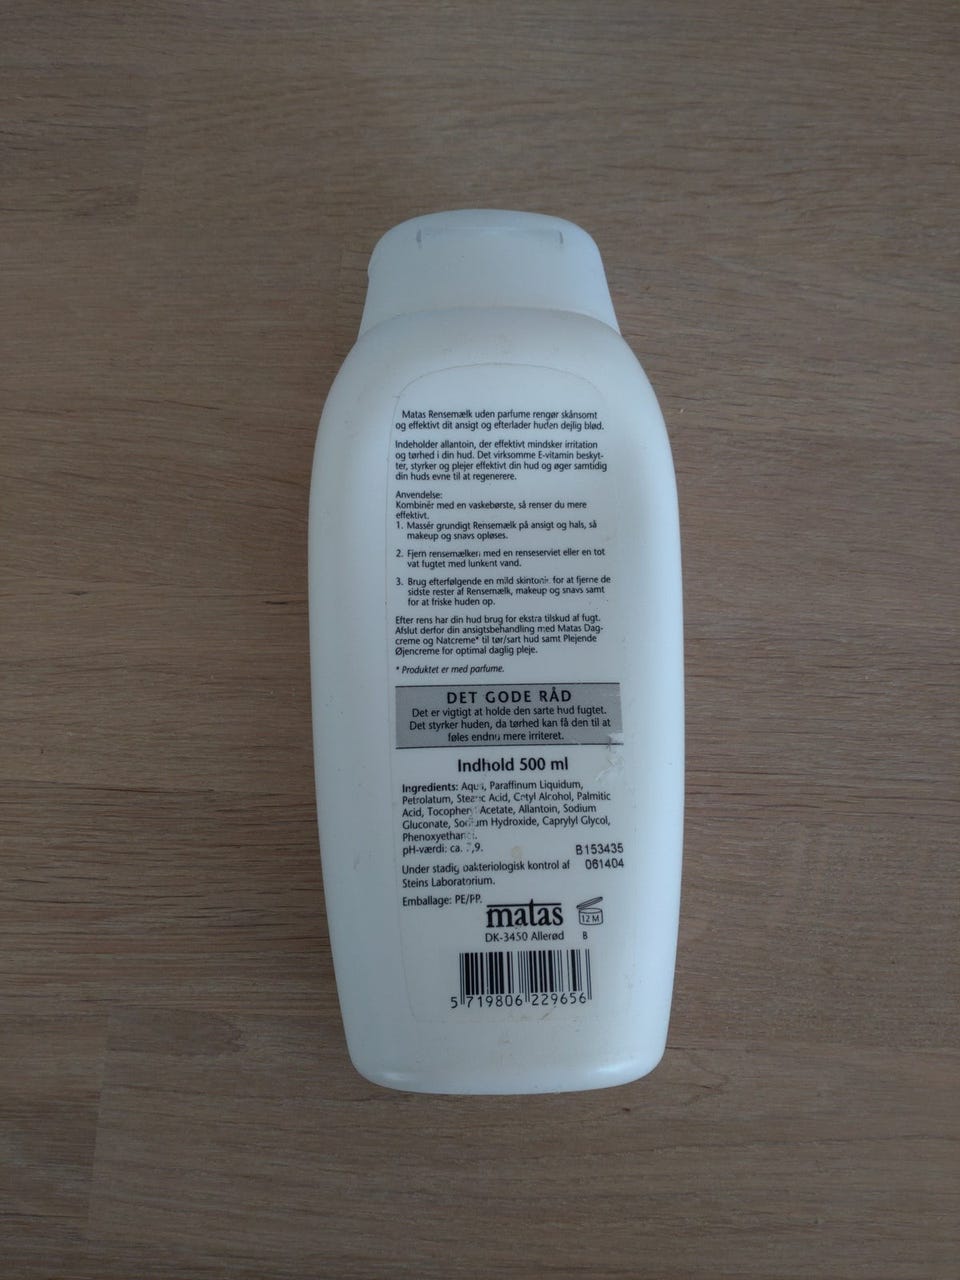 Matas Rensemælk uden parfume rengør skånsomt
og effektivt dit ansigt og efterlader huden dejlig blød.
Indeholder allantoin, der effektivt mindsker irritation
og tørhed i din hud. Det virksomme E-vitamin beskyt-
ter, styrker og plejer effektivt din hud og øger samtidig
din huds evne til at regenerere.
Anvendelse:
Kombinér med en vaskebørste, så renser du mere
effektivt.
1. Massér grundigt Rensemælk på ansigt og hals, så
makeup og snavs opløses.
2. Fjern rensemælken med en renseserviet eller en tot
vat fugtet med lunkent vand.
3. Brug efterfølgende en mild skintonic for at fjerne de
sidste rester af Rensemælk, makeup og snavs samt
for at friske huden op.
Efter rens har din hud brug for ekstra tilskud af fugt.
Afslut derfor din ansigtsbehandling med Matas Dag-
creme og Natcreme* til tør/sart hud samt Plejende
Øjencreme for optimal daglig pleje.
* Produktet er med parfume.
DET GODE RÅD
Det er vigtigt at holde den sarte hud fugtet.
Det styrker huden, da tørhed kan få den til at
føles endnu mere irriteret.
Indhold 500 ml
Ingredients: Aqua, Paraffinum Liquidum,
Petrolatum, Stearic Acid, Cetyl Alcohol, Palmitic
Acid, Tocopheryl Acetate, Allantoin, Sodium
Gluconate, Sodium Hydroxide, Caprylyl Glycol,
Phenoxyethanol.
pH-værdi: ca.
B153435
061404
Under stadig bakteriologisk kontrol af
Steins Laboratorium.
Emballage: PE/PP.
matas
12 M
DK-3450 Allerød B
5 719806 229656